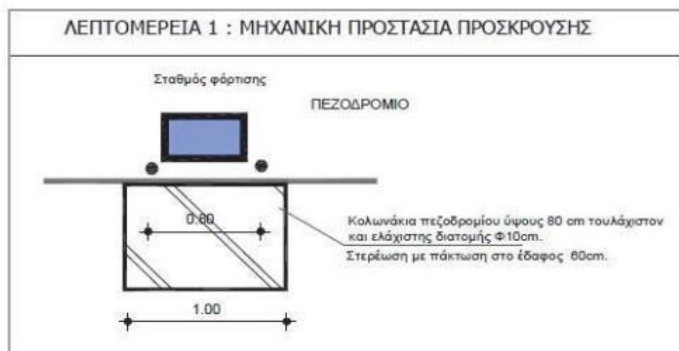 ΛΕΠΤΟΜΕΡΕΙΑ 1 : ΜΗΧΑΝΙΚΗ ΠΡΟΣΤΑΣΙΑ ΠΡΟΣΚΡΟΥΣΗΣ
Σταθμός φόρτισης
ΠΕΖΟΔΡΟΜΙΟ
0.80
Κολωνάκια πεζοδρομίου ύψους 80 cm τουλάχιστον
και ελάχιστης διατομής Φ10cm.
Στερέωση με πάκτωση στο έδαφος 60cm.
1.00